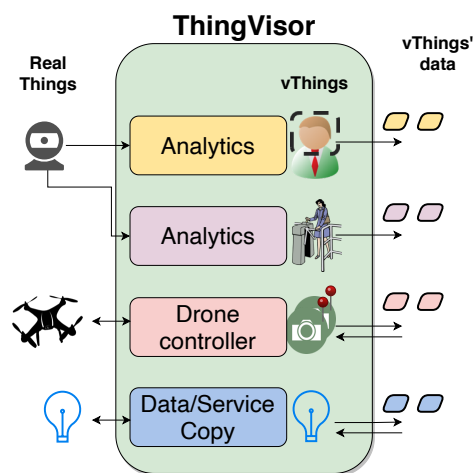 ThingVisor
Real
Things
vThings
vThings'
data
Analytics
Analytics
Drone
controller
Data/Service
Copy